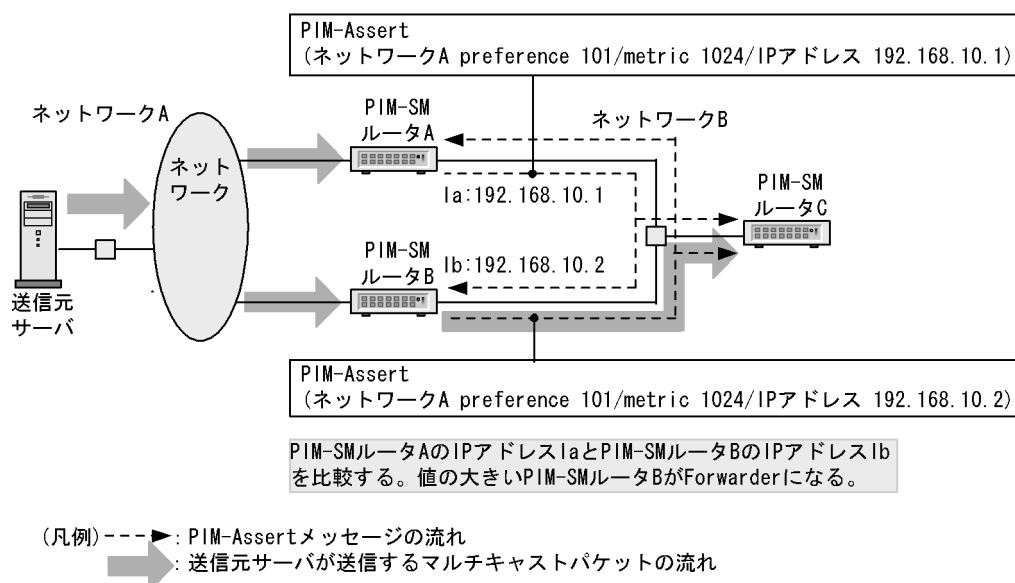 PIM-Assert
(ネットワークA preference 101/metric 1024/IPアドレス 192.168.10.1)
ネットワークA
PIM-SM
ルータA
ネットワークB
ネット
ワーク
Ia:192.168.10.1
PIM-SM
ルータC
PIM-SM
ルータB
Ib:192.168.10.2
送信元
サーバ
PIM-Assert
(ネットワークA preference 101/metric 1024/IPアドレス 192.168.10.2)
PIM-SMルータAのIPアドレスIaとPIM-SMルータBのIPアドレスIb
を比較する。値の大きいPIM-SMルータBがForwarderになる。
(凡例)
: PIM-Assertメッセージの流れ
: 送信元サーバが送信するマルチキャストパケットの流れ